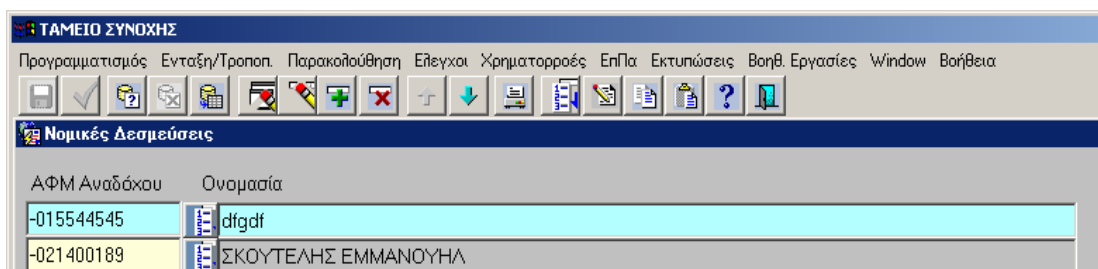 ΤΑΜΕΙΟ ΣΥΝΟΧΗΣ
Προγραμματισμός Ενταξη/Τροποπ. Παρακολούθηση Ελεγχοι Χρηματορροές ΕπΠα Εκτυπώσεις Βοηθ. Εργασίες Window Βοήθεια
Νομικές Δεσμεύσεις
ΑΦΜ Αναδόχου Ονομασία
-015544545 dfgdf
-021400189 ΣΚΟΥΤΕΛΗΣ ΕΜΜΑΝΟΥΗΛ